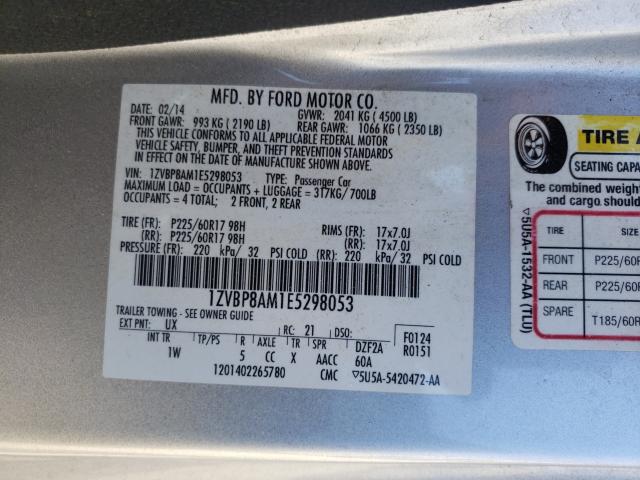 MFD. BY FORD MOTOR CO.
DATE: 02/14 GVWR: 2041 KG ( 4500 LB)
FRONT GAWR: 993 KG ( 2190 LB) REAR GAWR: 1066 KG ( 2350 LB)
THIS VEHICLE CONFORMS TO ALL APPLICABLE FEDERAL MOTOR
VEHICLE SAFETY, BUMPER, AND THEFT PREVENTION STANDARDS
IN EFFECT ON THE DATE OF MANUFACTURE SHOWN ABOVE.
VIN: 1ZVBP8AM1E5298053 TYPE: Passenger Car
MAXIMUM LOAD = OCCUPANTS + LUGGAGE = 317KG/ 700LB
OCCUPANTS = 4 TOTAL; 2 FRONT, 2 REAR
TIRE (FR): P225/60R17 98H RIMS (FR): 17x7.0J
(RR): P225/60R17 98H (RR): 17x7.0J
PRESSURE (FR): 220 kPa/ 32 PSI COLD (RR): 220 kPa/ 32 PSI COLD
1ZVBP8AM1E5298053
TRAILER TOWING - SEE OWNER GUIDE
EXT PNT: UX RC: 21 DSO: F0124
INT TR TP/PS R AXLE TR SPR DZF2A R0151
1W 5 CC X AACC 60A
1201402265780 CMC ▽5U5A-5420472-AA
TIRE A
SEATING CAPA
The combined weight
and cargo should
TIRE SIZE
FRONT P225/60R
REAR P225/60R
SPARE T185/60R
▽5U5A-1532-AA (TLU)